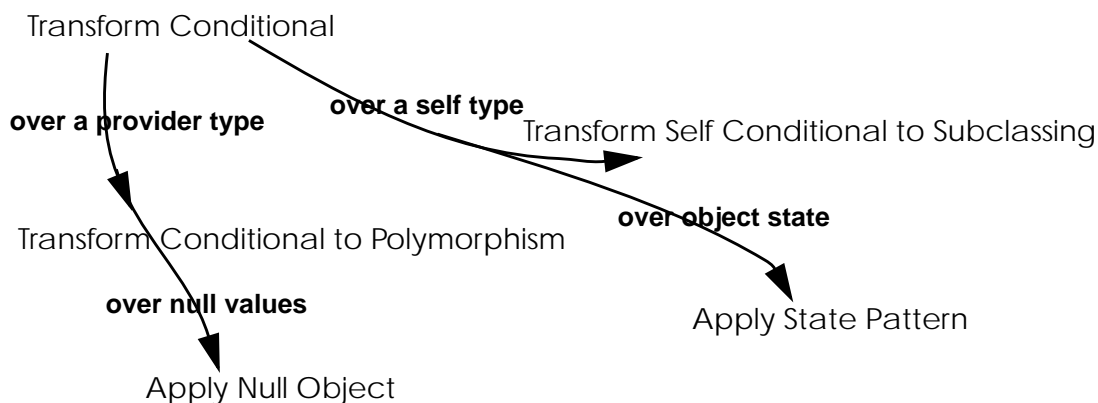 Transform Conditional
over a self type
over a provider type
Transform Self Conditional to Subclassing
over object state
Transform Conditional to Polymorphism
over null values
Apply State Pattern
Apply Null Object